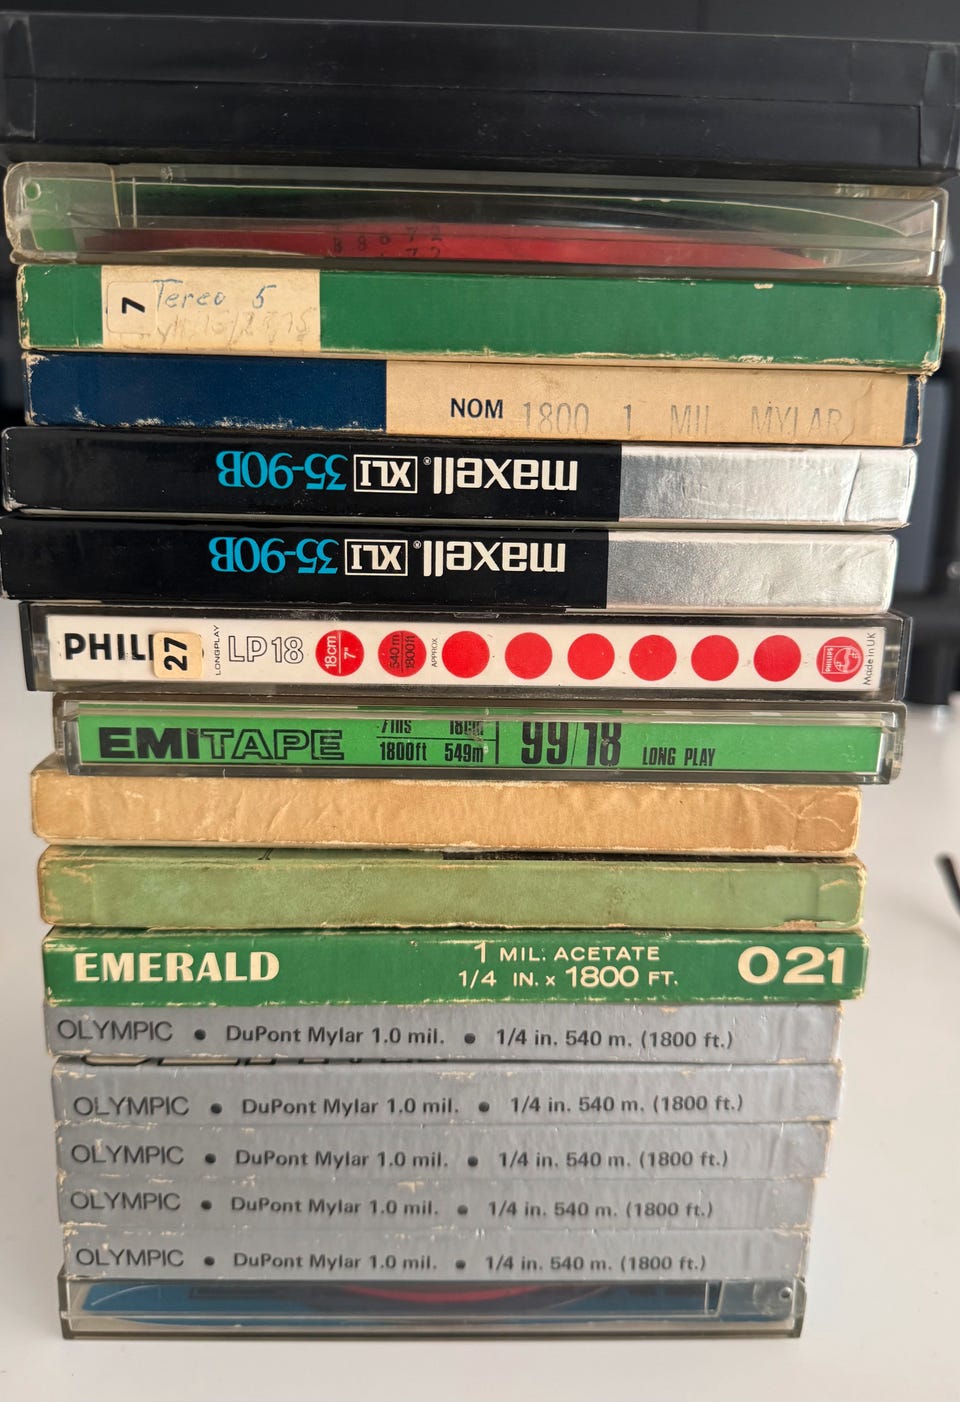 7 Tereo 5
NOM 1800 1 MIL MYLAR
maxell® XLI 35-90B
maxell® XLI 35-90B
PHILI 27 LONGPLAY LP18 18cm 7" 540m 1800ft APPROX PHILIPS Made in UK
EMITAPE 7ins 18cm 99/18 LONG PLAY
1800ft 549m
EMERALD 1 MIL. ACETATE 021
1/4 IN. x 1800 FT.
OLYMPIC • DuPont Mylar 1.0 mil. • 1/4 in. 540 m. (1800 ft.)
OLYMPIC • DuPont Mylar 1.0 mil. • 1/4 in. 540 m. (1800 ft.)
OLYMPIC • DuPont Mylar 1.0 mil. • 1/4 in. 540 m. (1800 ft.)
OLYMPIC • DuPont Mylar 1.0 mil. • 1/4 in. 540 m. (1800 ft.)
OLYMPIC • DuPont Mylar 1.0 mil. • 1/4 in. 540 m. (1800 ft.)